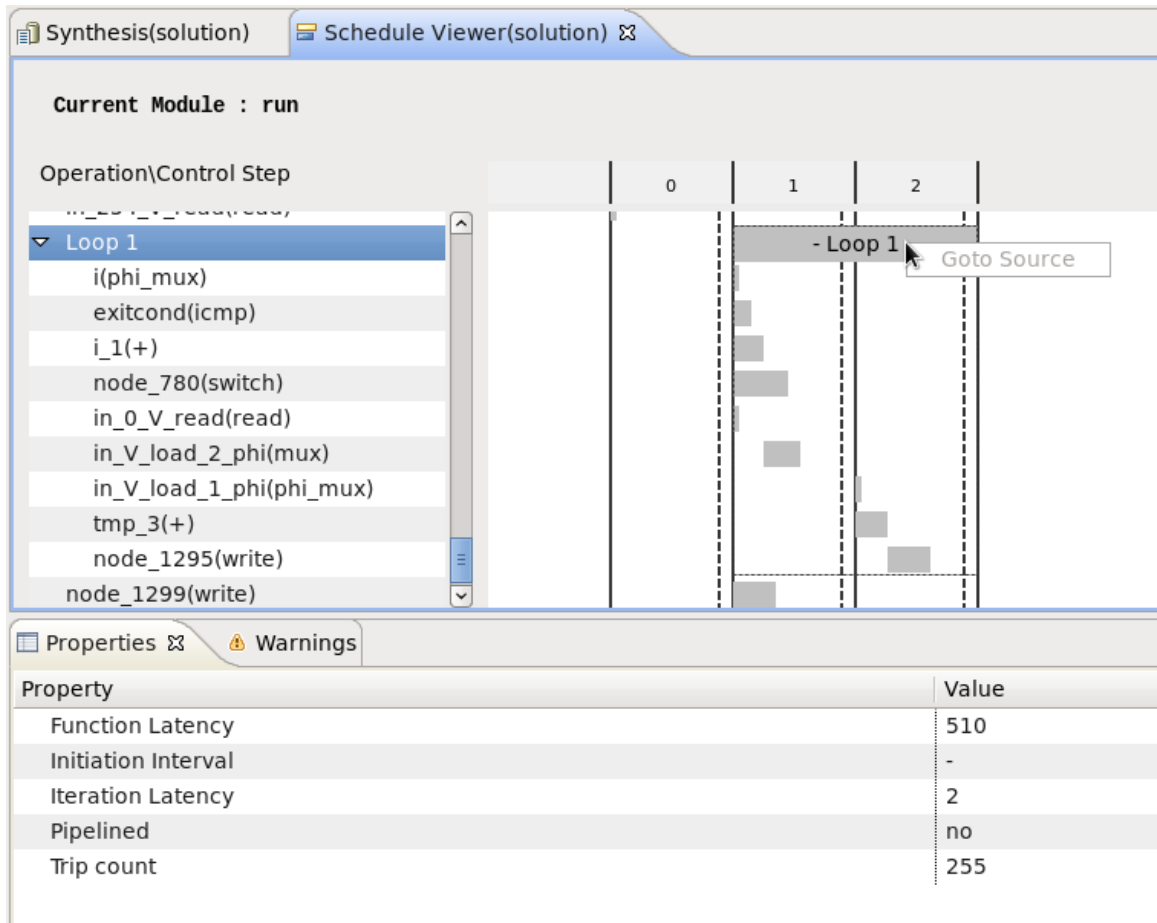 Synthesis(solution) Schedule Viewer(solution)
Current Module : run
Operation\Control Step 0 1 2
in_254_V_read(read)
Loop 1 - Loop 1
Goto Source
i(phi_mux)
exitcond(icmp)
i_1(+)
node_780(switch)
in_0_V_read(read)
in_V_load_2_phi(mux)
in_V_load_1_phi(phi_mux)
tmp_3(+)
node_1295(write)
node_1299(write)
Properties Warnings
Property Value
Function Latency 510
Initiation Interval -
Iteration Latency 2
Pipelined no
Trip count 255